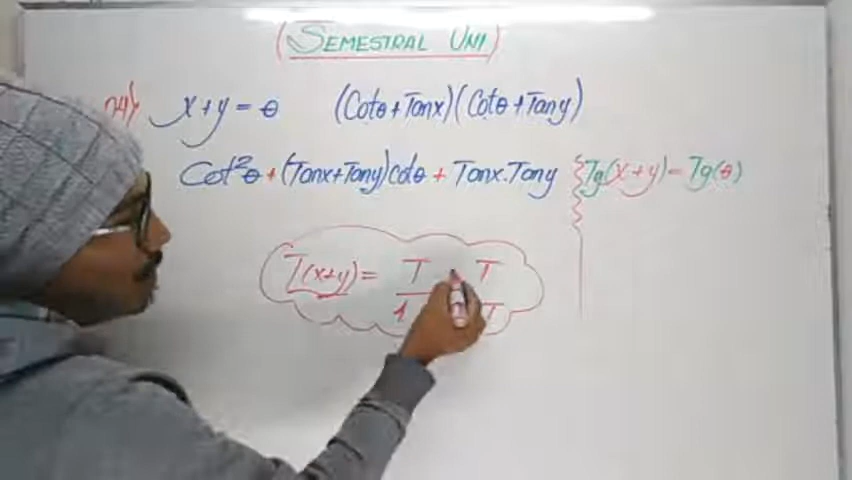 (SEMESTRAL UNI)
04) x+y = θ (Cotθ+Tanx)(Cotθ+Tany)
Cot²θ + (Tanx+Tany)cotθ + Tanx.Tany
Tg(x+y)= Tg(θ)
T(x+y)= T T
1 T